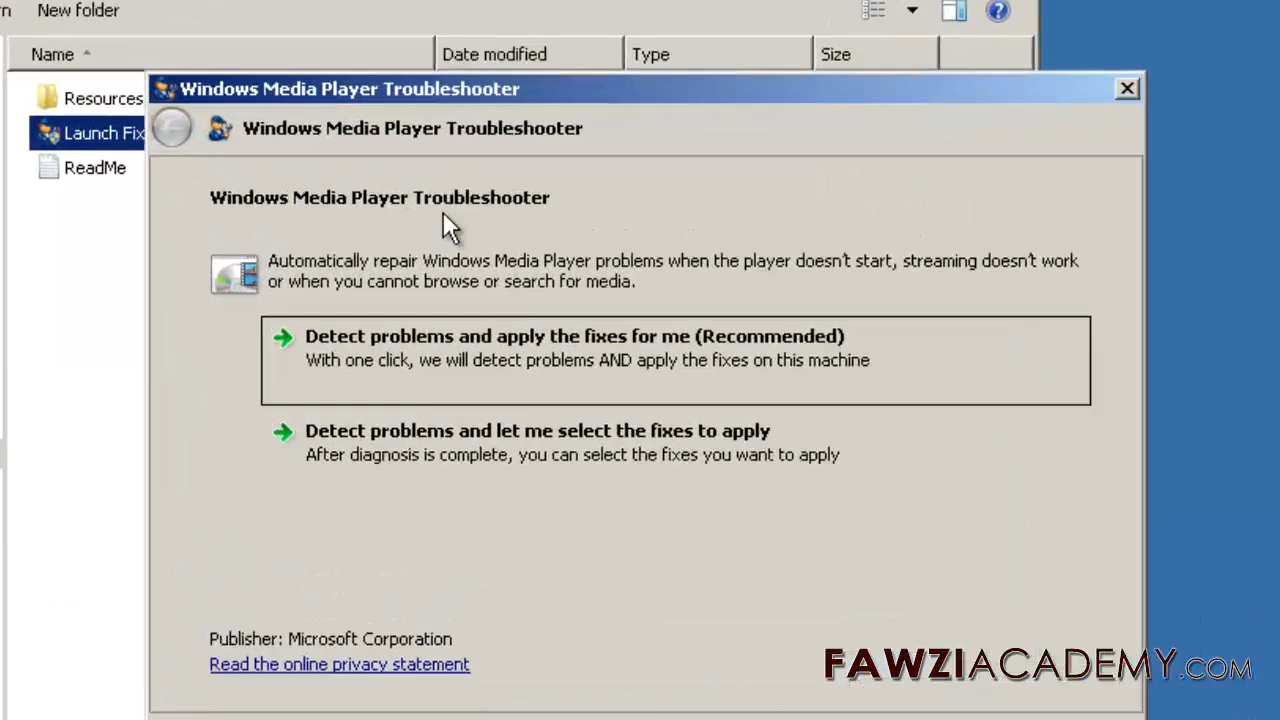 New folder
Name
Date modified
Type
Size
Resources
Launch Fix
ReadMe
Windows Media Player Troubleshooter
Windows Media Player Troubleshooter
Windows Media Player Troubleshooter
Automatically repair Windows Media Player problems when the player doesn't start, streaming doesn't work
or when you cannot browse or search for media.
Detect problems and apply the fixes for me (Recommended)
With one click, we will detect problems AND apply the fixes on this machine
Detect problems and let me select the fixes to apply
After diagnosis is complete, you can select the fixes you want to apply
Publisher: Microsoft Corporation
Read the online privacy statement
FAWZIACADEMY.COM